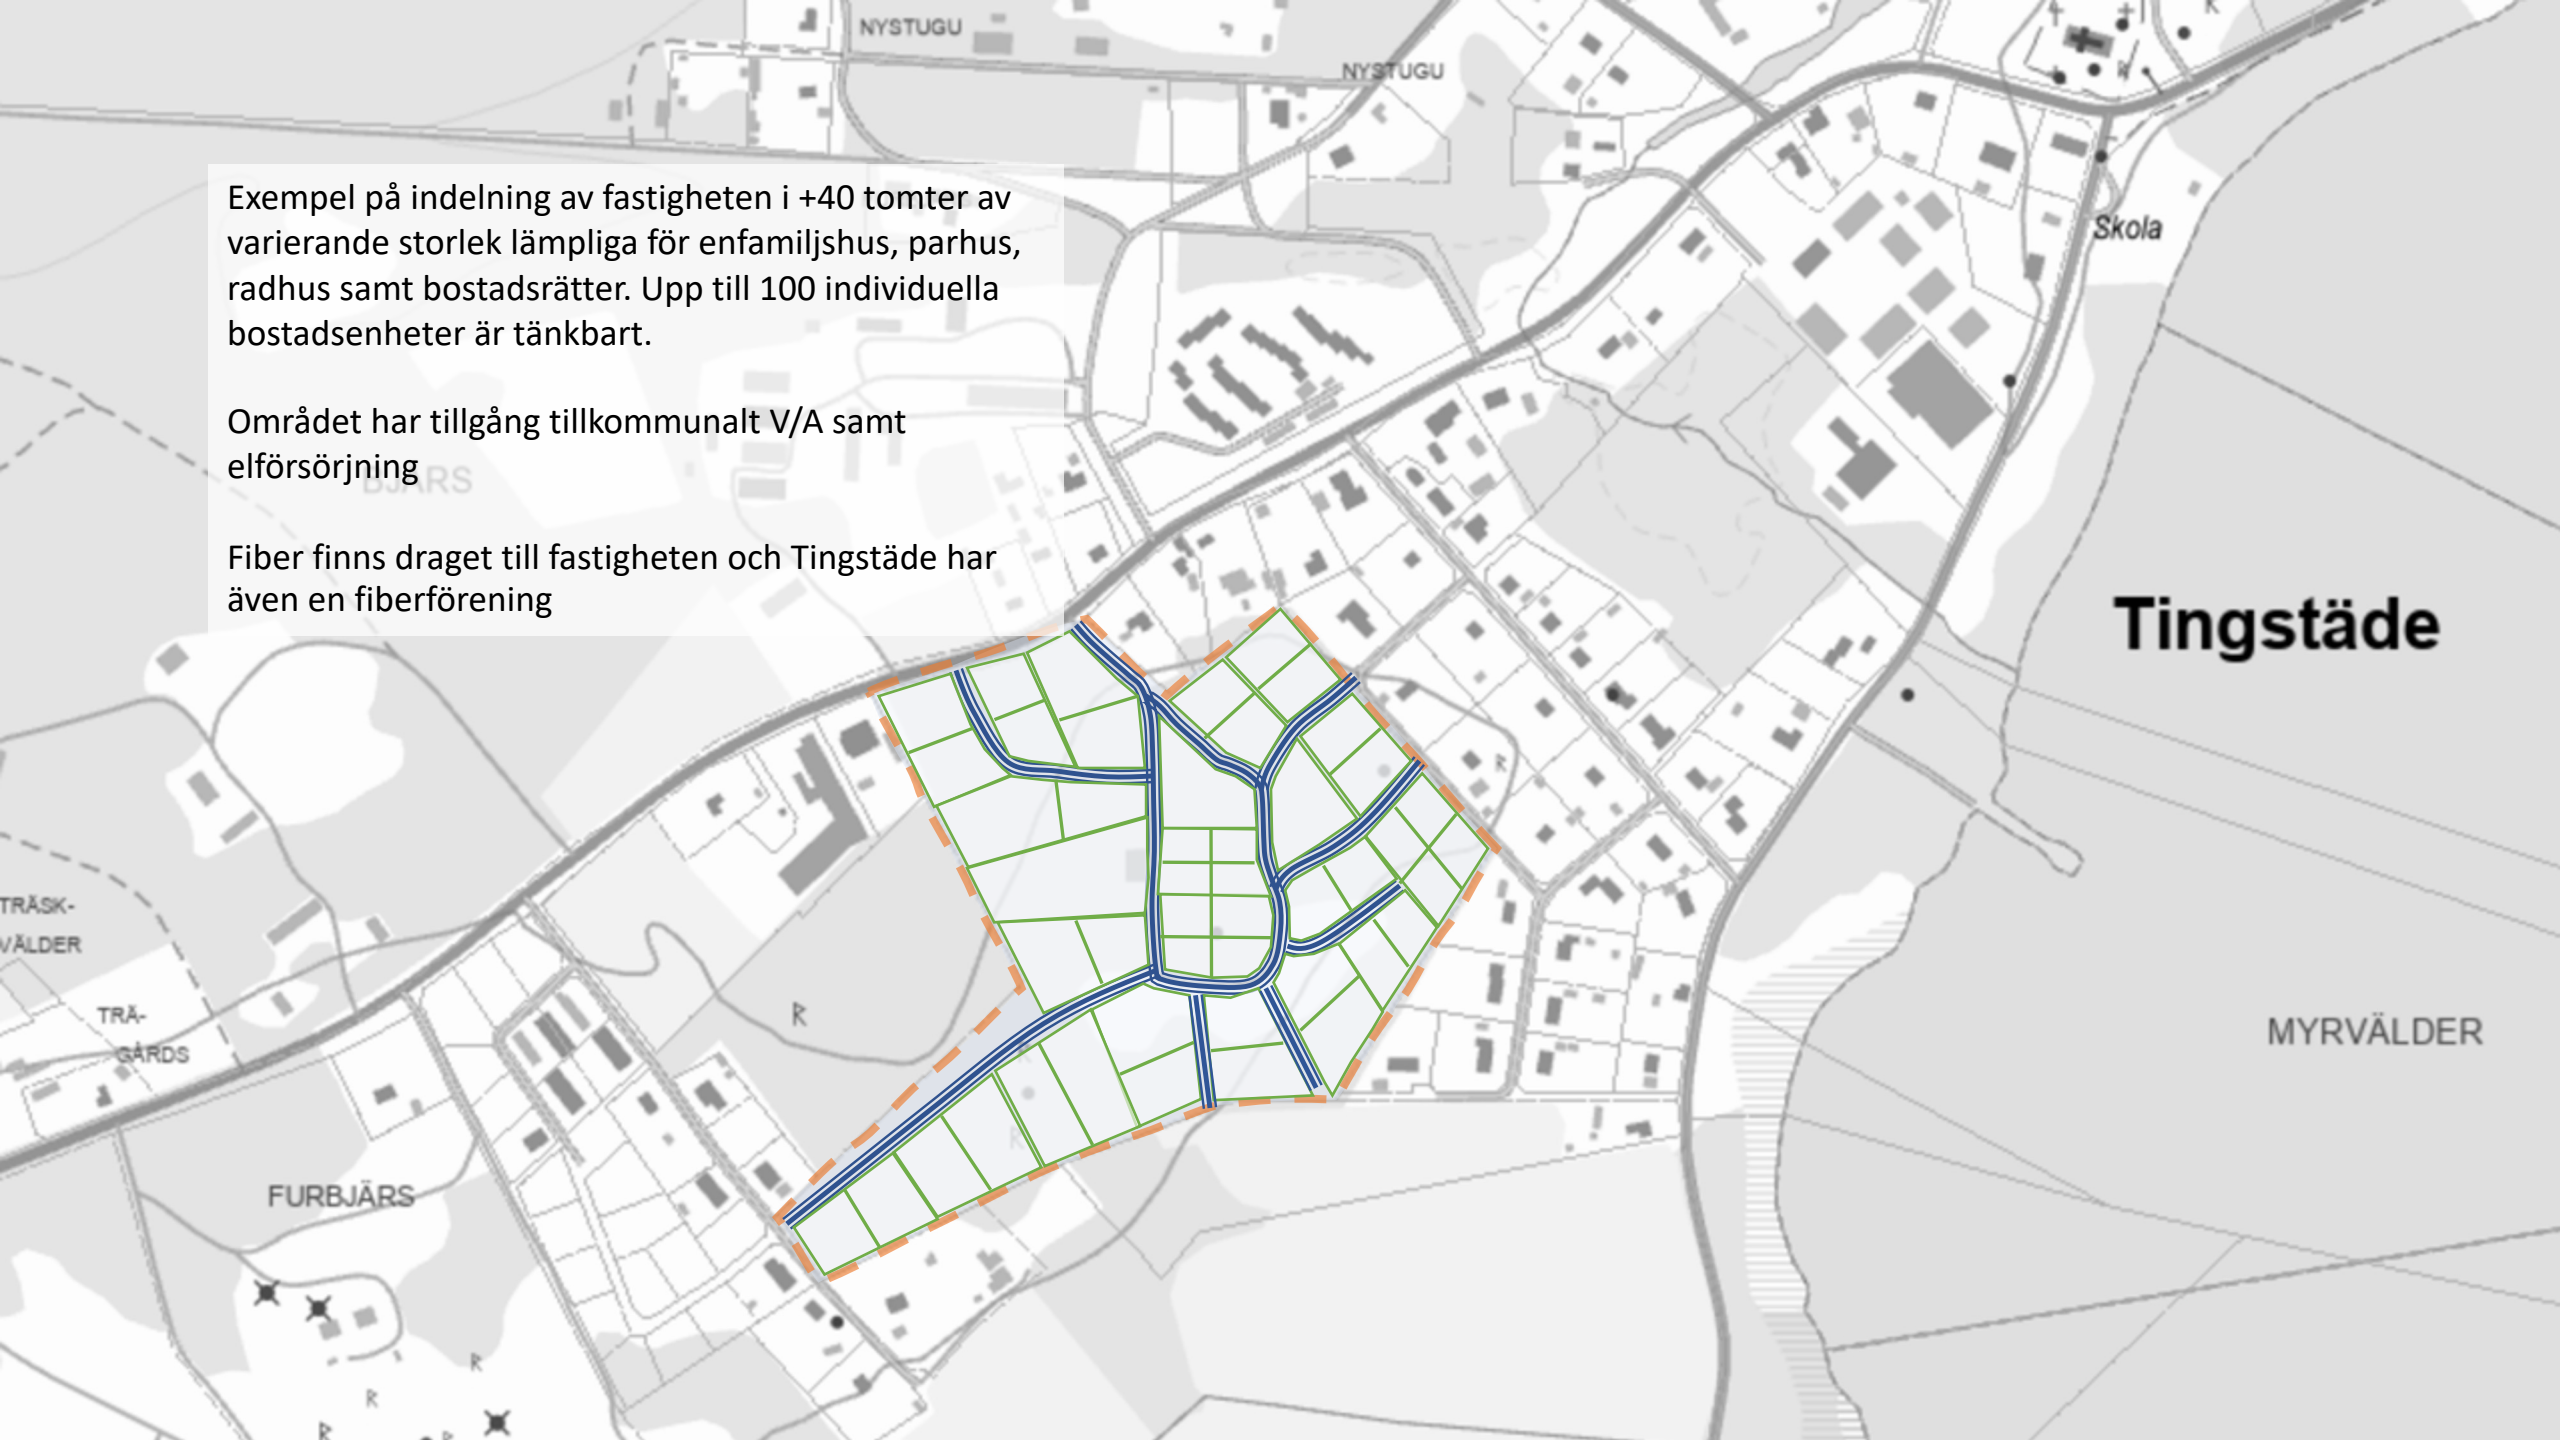 NYSTUGU
NYSTUGU
K
R
Skola
Exempel på indelning av fastigheten i +40 tomter av
varierande storlek lämpliga för enfamiljshus, parhus,
radhus samt bostadsrätter. Upp till 100 individuella
bostadsenheter är tänkbart.
Området har tillgång tillkommunalt V/A samt
elförsörjning
BJÄRS
Fiber finns draget till fastigheten och Tingstäde har
även en fiberförening
Tingstäde
R
TRÄSK-
VÄLDER
R
TRÄ-
GÅRDS
MYRVÄLDER
R
FURBJÄRS
R
R
R
R